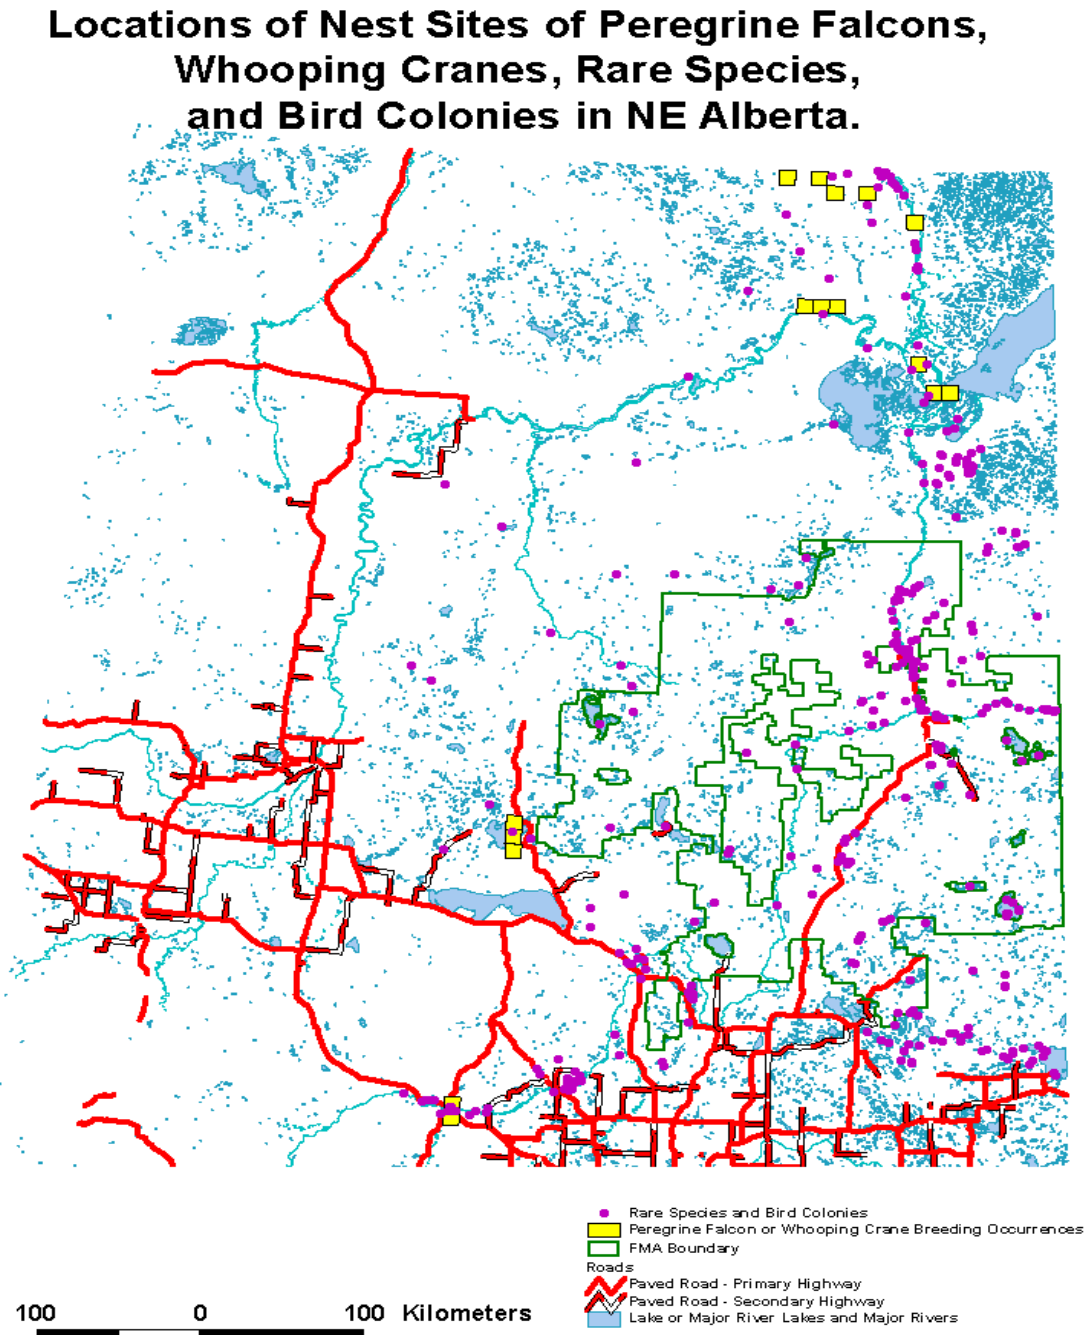 Locations of Nest Sites of Peregrine Falcons,
Whooping Cranes, Rare Species,
and Bird Colonies in NE Alberta.
Rare Species and Bird Colonies
Peregrine Falcon or Whooping Crane Breeding Occurrences
FMA Boundary
Roads
Paved Road - Primary Highway
Paved Road - Secondary Highway
Lake or Major River Lakes and Major Rivers
100 0 100 Kilometers